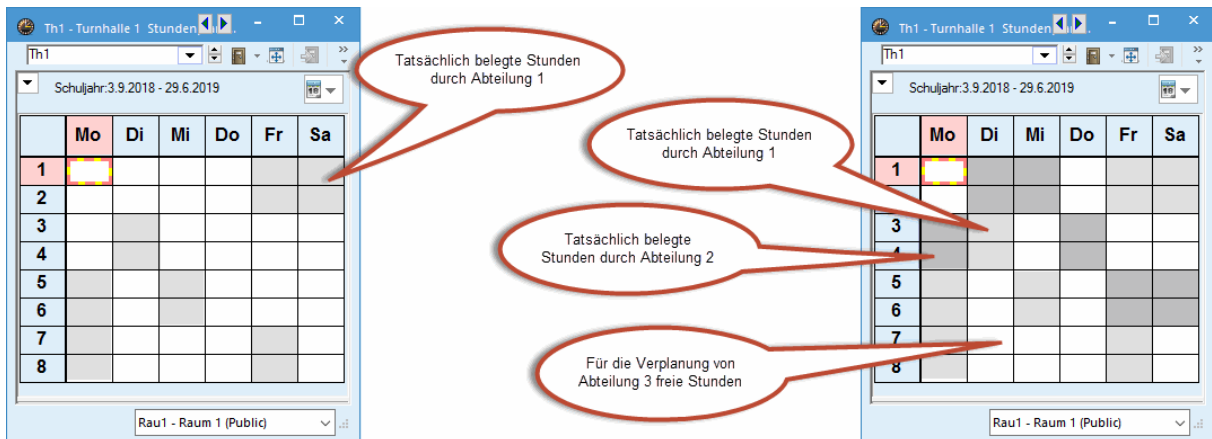 Th1 - Turnhalle 1 Stunden
Th1
Schuljahr:3.9.2018 - 29.6.2019
Mo Di Mi Do Fr Sa
1
2
3
4
5
6
7
8
Rau1 - Raum 1 (Public)
Tatsächlich belegte Stunden
durch Abteilung 1
Tatsächlich belegte Stunden
durch Abteilung 1
Tatsächlich belegte
Stunden durch Abteilung 2
Für die Verplanung von
Abteilung 3 freie Stunden
Th1 - Turnhalle 1 Stunden
Th1
Schuljahr:3.9.2018 - 29.6.2019
Mo Di Mi Do Fr Sa
1
2
3
4
5
6
7
8
Rau1 - Raum 1 (Public)